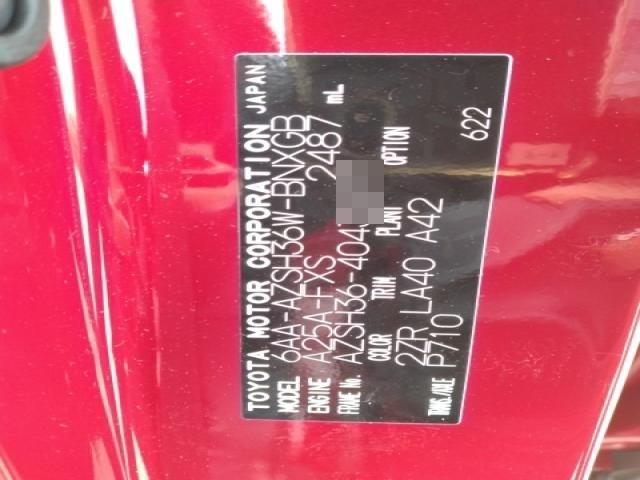 TOYOTA MOTOR CORPORATION JAPAN
MODEL 6AA-AZSH36W-BNXGB
ENGINE A25A-FXS 2487 mL
FRAME No. AZSH36-404
COLOR TRIM PLANT OPTION
2ZR LA40 A42
TRNS./AXLE P710 622